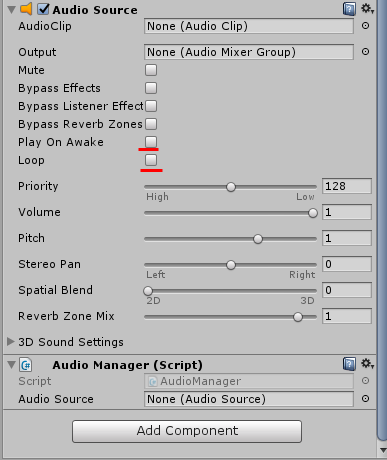 Audio Source
AudioClip None (Audio Clip)
Output None (Audio Mixer Group)
Mute
Bypass Effects
Bypass Listener Effect
Bypass Reverb Zones
Play On Awake
Loop
Priority 128
High Low
Volume 1
Pitch 1
Stereo Pan 0
Left Right
Spatial Blend 0
2D 3D
Reverb Zone Mix 1
3D Sound Settings
Audio Manager (Script)
Script AudioManager
Audio Source None (Audio Source)
Add Component